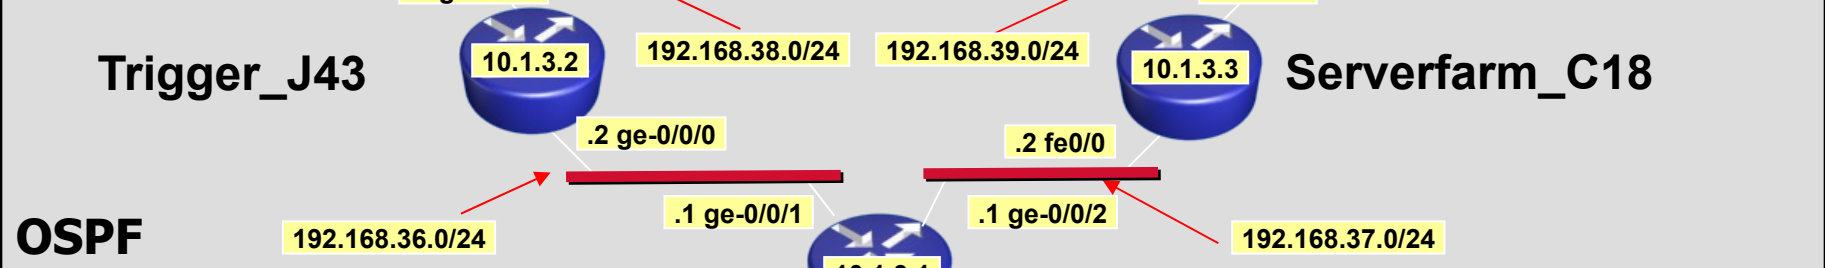 10.1.3.2
192.168.38.0/24
192.168.39.0/24
10.1.3.3
Trigger_J43
Serverfarm_C18
.2 ge-0/0/0
.2 fe0/0
.1 ge-0/0/1
.1 ge-0/0/2
OSPF
192.168.36.0/24
192.168.37.0/24